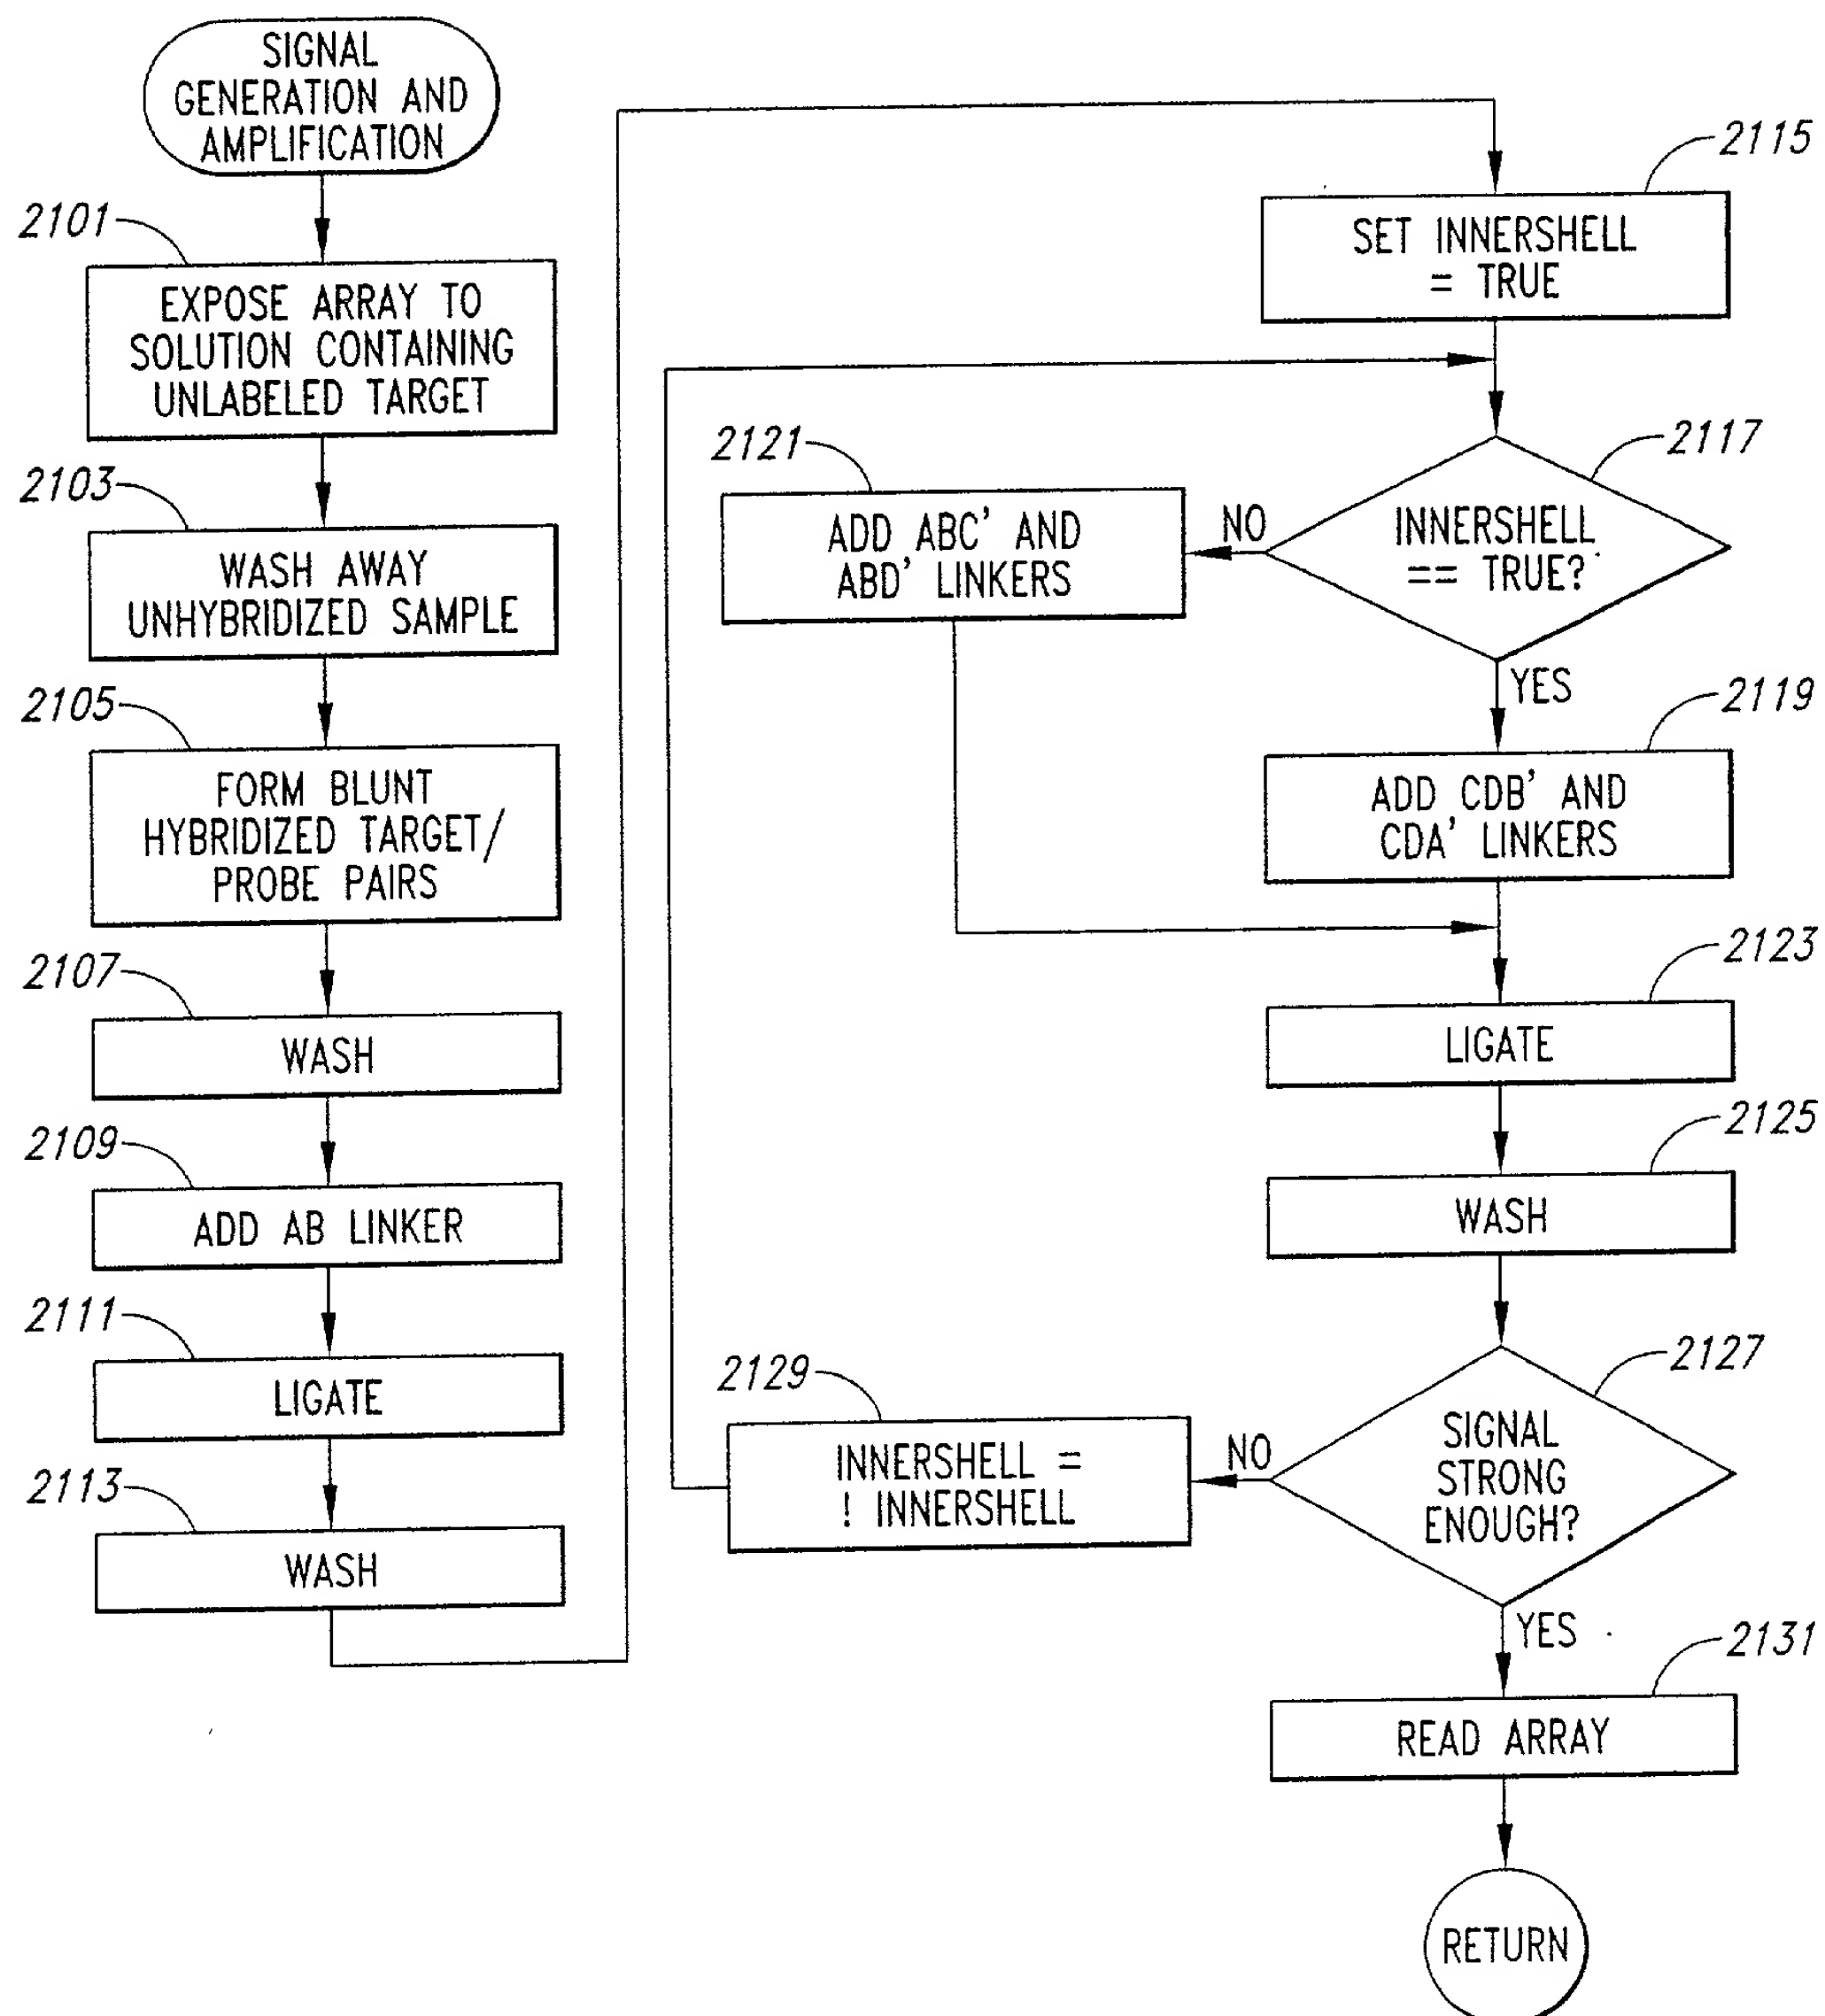 SIGNAL
GENERATION AND
AMPLIFICATION
2101
EXPOSE ARRAY TO
SOLUTION CONTAINING
UNLABELED TARGET
2103
WASH AWAY
UNHYBRIDIZED SAMPLE
2105
FORM BLUNT
HYBRIDIZED TARGET/
PROBE PAIRS
2107
WASH
2109
ADD AB LINKER
2111
LIGATE
2113
WASH
2115
SET INNERSHELL
= TRUE
2117
INNERSHELL
== TRUE?
NO
2121
ADD ABC' AND
ABD' LINKERS
YES
2119
ADD CDB' AND
CDA' LINKERS
2123
LIGATE
2125
WASH
2127
SIGNAL
STRONG
ENOUGH?
NO
2129
INNERSHELL =
! INNERSHELL
YES
2131
READ ARRAY
RETURN